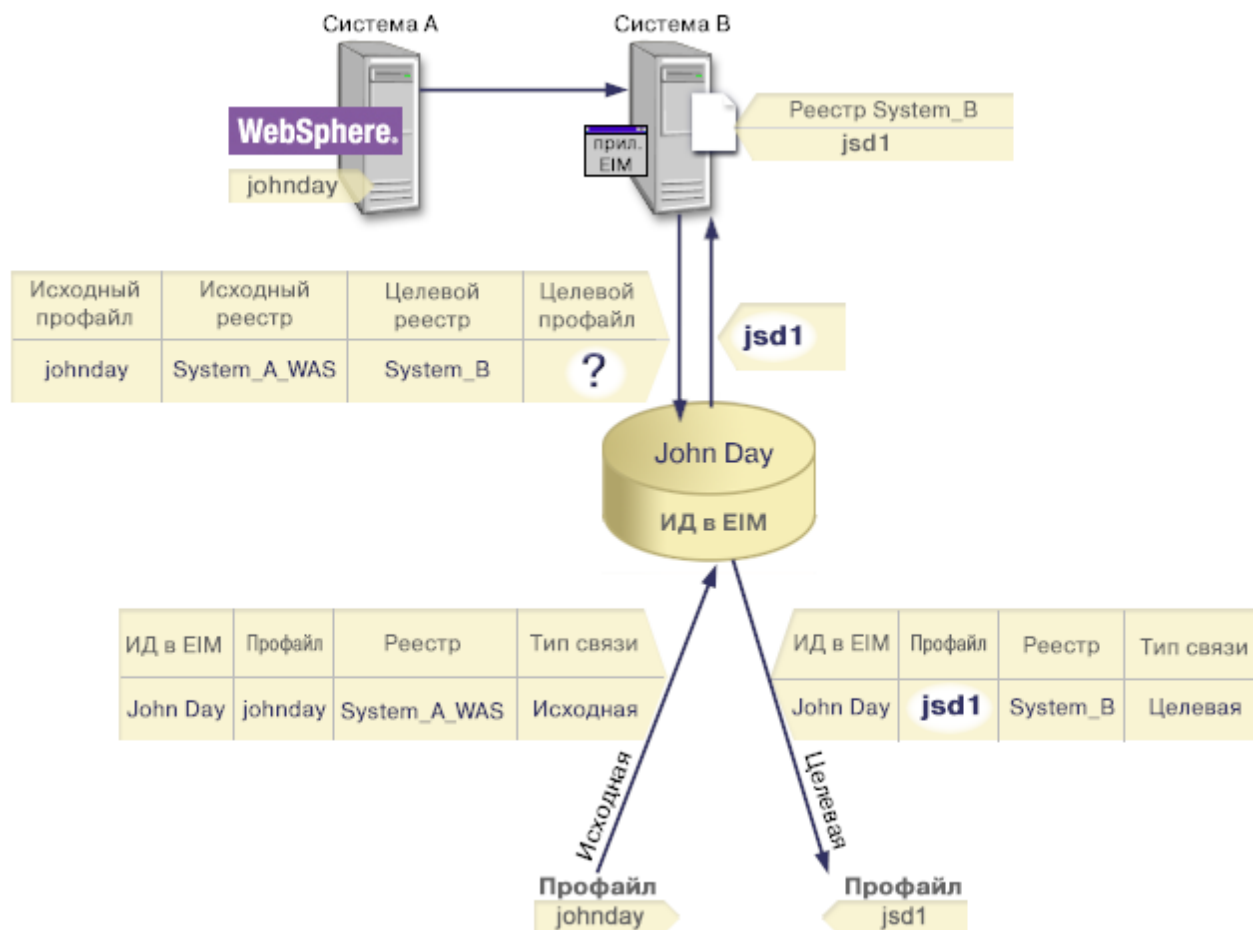 Система A
Система B
WebSphere.
johnday
прил.
EIM
Реестр System_B
jsd1
Исходный профайл
Исходный реестр
Целевой реестр
Целевой профайл
johnday
System_A_WAS
System_B
?
jsd1
John Day
ИД в EIM
ИД в EIM
Профайл
Реестр
Тип связи
John Day
johnday
System_A_WAS
Исходная
ИД в EIM
Профайл
Реестр
Тип связи
John Day
jsd1
System_B
Целевая
Исходная
Целевая
Профайл
johnday
Профайл
jsd1